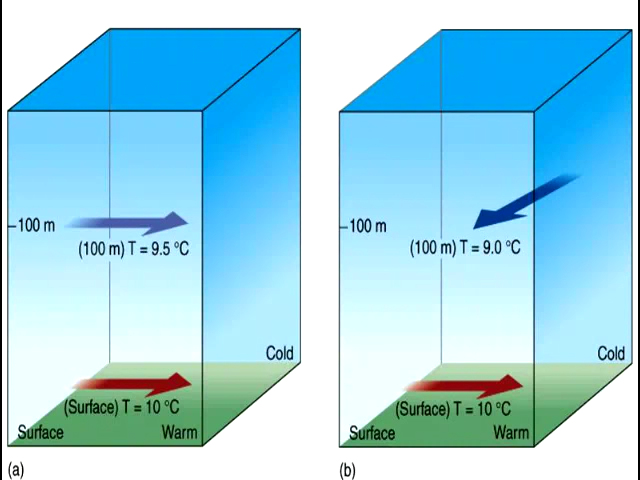 100 m
(100 m) T = 9.5 °C
Cold
(Surface) T = 10 °C
Surface
Warm
(a)
100 m
(100 m) T = 9.0 °C
Cold
(Surface) T = 10 °C
Surface
Warm
(b)